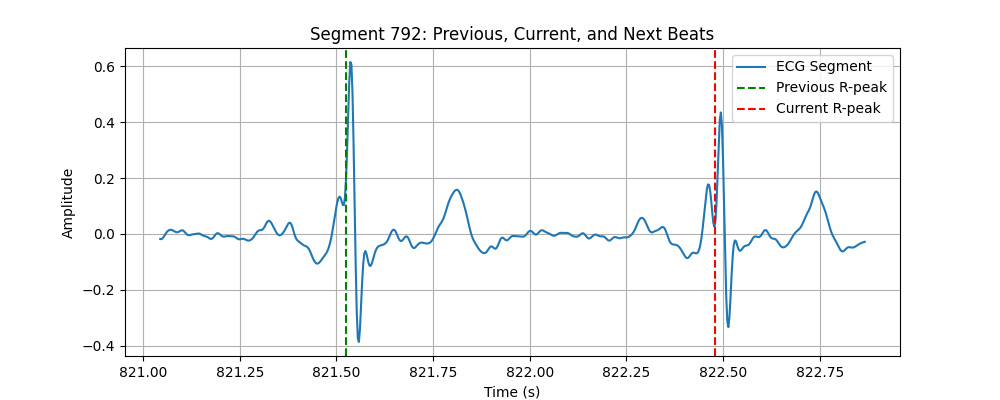 Segment 792: Previous, Current, and Next Beats
ECG Segment
Previous R-peak
Current R-peak
Amplitude
0.6
0.4
0.2
0.0
−0.2
−0.4
821.00 821.25 821.50 821.75 822.00 822.25 822.50 822.75
Time (s)